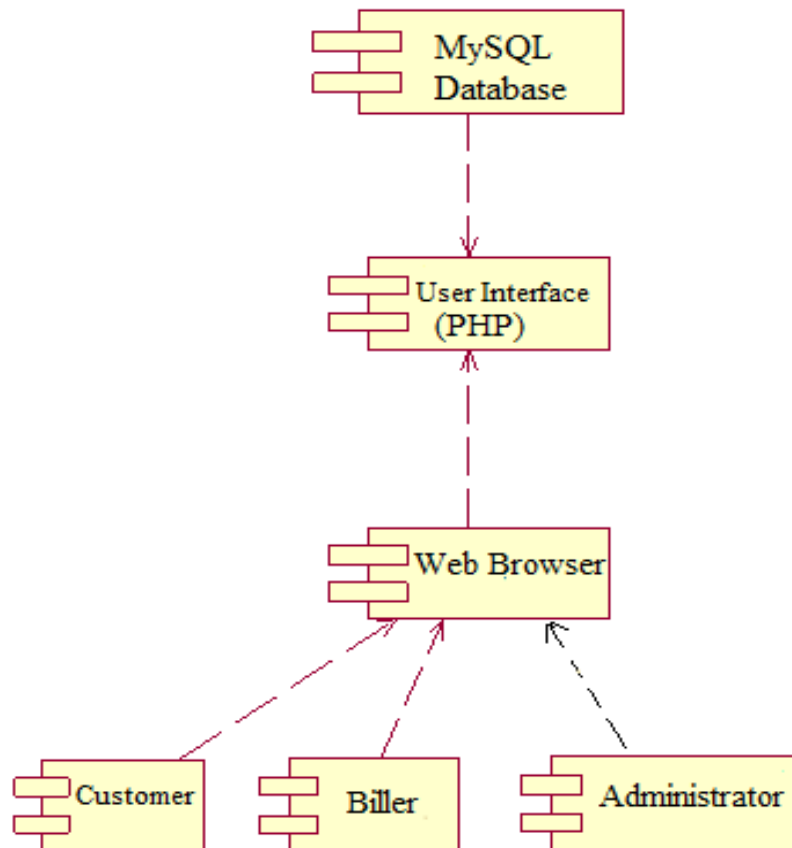 MySQL
Database
User Interface
(PHP)
Web Browser
Customer
Biller
Administrator